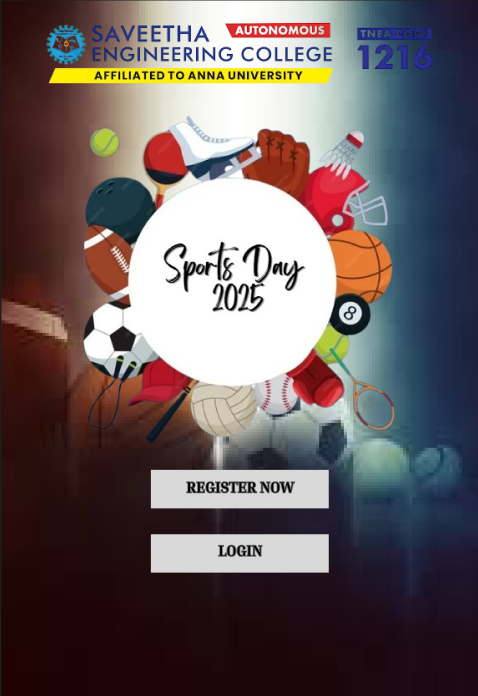 SAVEETHA AUTONOMOUS
ENGINEERING COLLEGE
AFFILIATED TO ANNA UNIVERSITY
TNEA CODE
1216
Sports Day
2025
8
REGISTER NOW
LOGIN